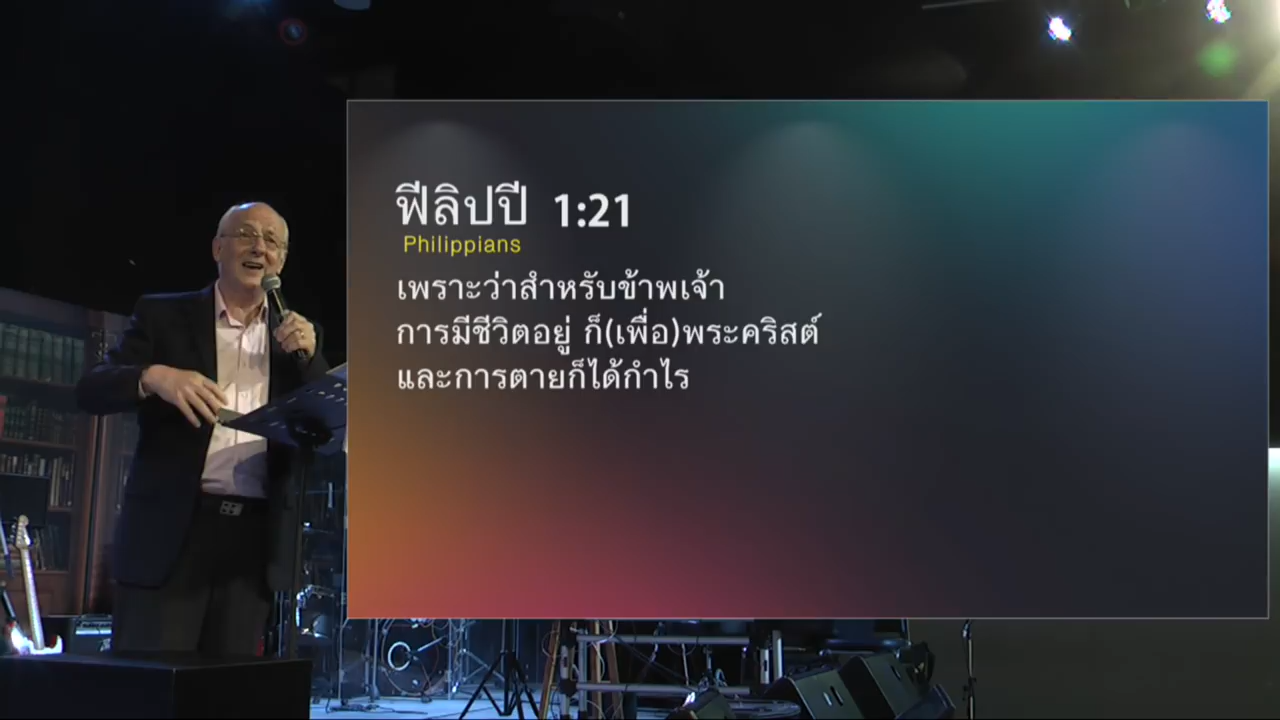 ฟีลิปปี 1:21
Philippians
เพราะว่าสำหรับข้าพเจ้า
การมีชีวิตอยู่ ก็(เพื่อ)พระคริสต์
และการตายก็ได้กำไร